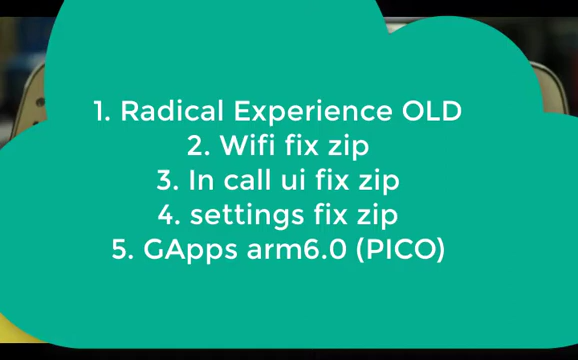 1. Radical Experience OLD
2. Wifi fix zip
3. In call ui fix zip
4. settings fix zip
5. GApps arm6.0 (PICO)